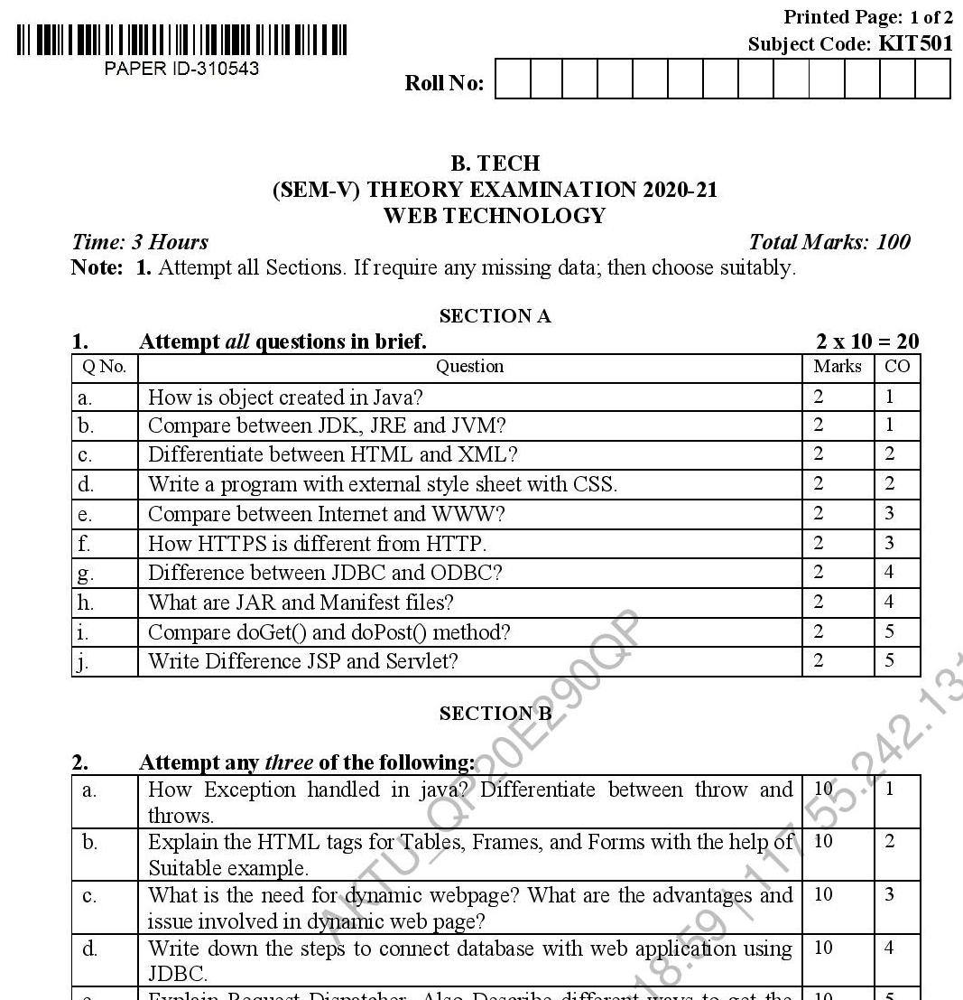 Printed Page: 1 of 2
Subject Code: KIT501
PAPER ID-310543
Roll No:
B. TECH
(SEM-V) THEORY EXAMINATION 2020-21
WEB TECHNOLOGY
Time: 3 Hours Total Marks: 100
Note: 1. Attempt all Sections. If require any missing data; then choose suitably.
SECTION A
1. Attempt all questions in brief. 2 x 10 = 20
Q No. Question Marks CO
a. How is object created in Java? 2 1
b. Compare between JDK, JRE and JVM? 2 1
c. Differentiate between HTML and XML? 2 2
d. Write a program with external style sheet with CSS. 2 2
e. Compare between Internet and WWW? 2 3
f. How HTTPS is different from HTTP. 2 3
g. Difference between JDBC and ODBC? 2 4
h. What are JAR and Manifest files? 2 4
i. Compare doGet() and doPost() method? 2 5
j. Write Difference JSP and Servlet? 2 5
SECTION B
2. Attempt any three of the following:
a. How Exception handled in java? Differentiate between throw and 10 1
throws.
b. Explain the HTML tags for Tables, Frames, and Forms with the help of 10 2
Suitable example.
c. What is the need for dynamic webpage? What are the advantages and 10 3
issue involved in dynamic web page?
d. Write down the steps to connect database with web application using 10 4
JDBC.
e. Explain Request Dispatcher. Also Describe different ways to get the 10 5
AKTU_QP20E290QP
18.59 | 117.55.242.131